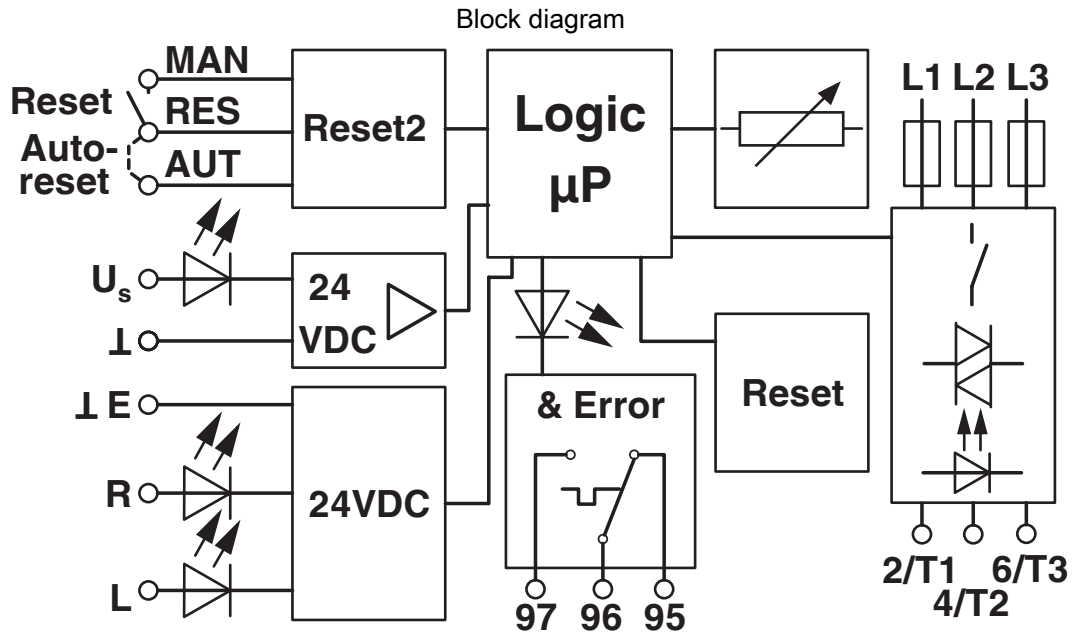 Block diagram
MAN
Reset
RES
Auto-
reset
AUT
Reset2
Logic
µP
L1 L2 L3
Us
24
VDC
⊥
⊥ E
R
L
24VDC
& Error
Reset
97 96 95
2/T1 6/T3
4/T2